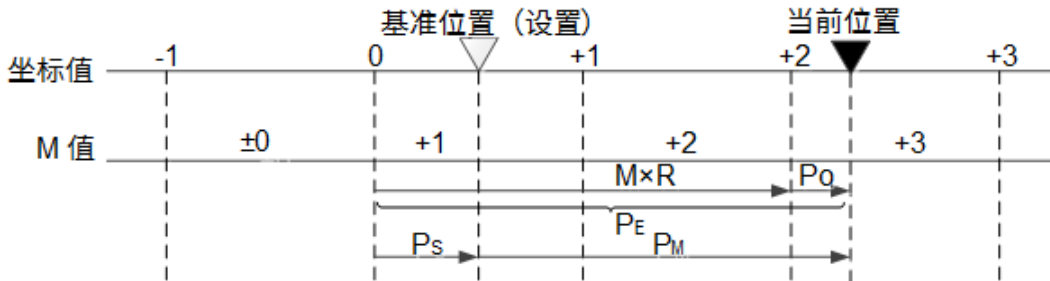 基准位置（设置） 当前位置
坐标值 -1 0 +1 +2 +3
M 值 ±0 +1 +2 +3
M×R Po
PE
PS PM